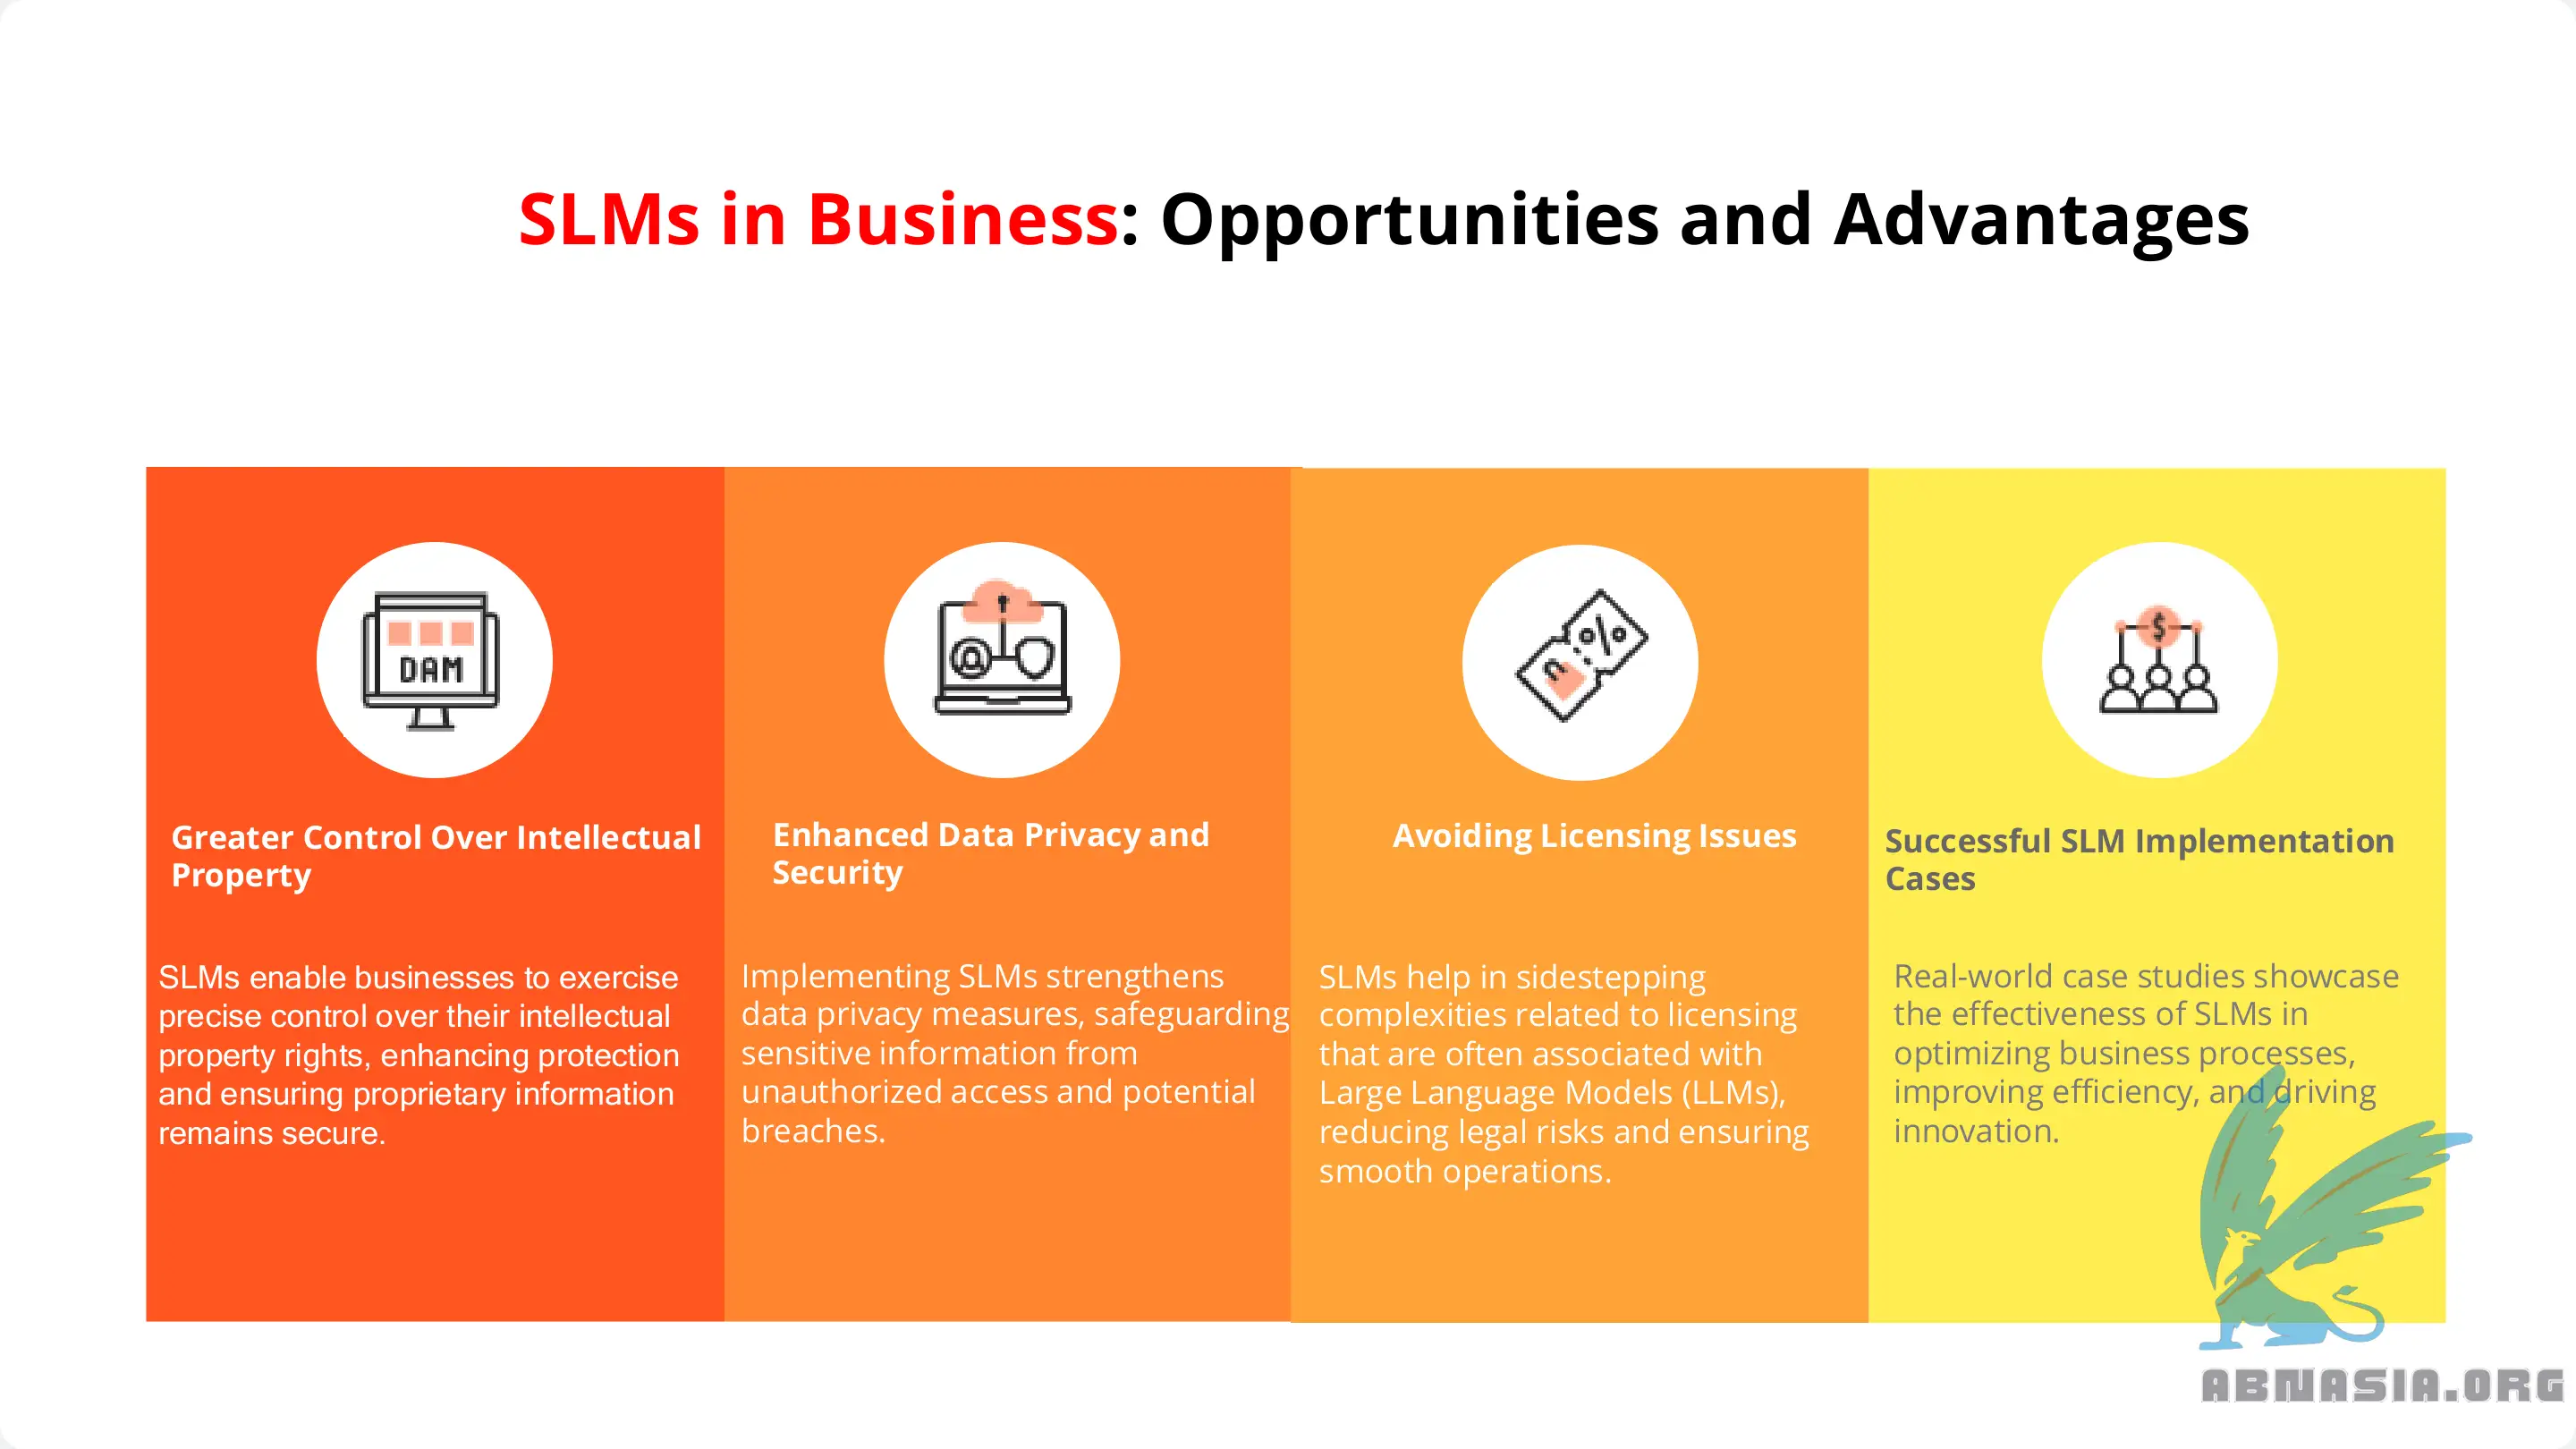 SLMs in Business: Opportunities and Advantages
DAM
@
%
$
Greater Control Over Intellectual
Property
SLMs enable businesses to exercise
precise control over their intellectual
property rights, enhancing protection
and ensuring proprietary information
remains secure.
Enhanced Data Privacy and
Security
Implementing SLMs strengthens
data privacy measures, safeguarding
sensitive information from
unauthorized access and potential
breaches.
Avoiding Licensing Issues
SLMs help in sidestepping
complexities related to licensing
that are often associated with
Large Language Models (LLMs),
reducing legal risks and ensuring
smooth operations.
Successful SLM Implementation
Cases
Real-world case studies showcase
the effectiveness of SLMs in
optimizing business processes,
improving efficiency, and driving
innovation.
ABNASIA.ORG